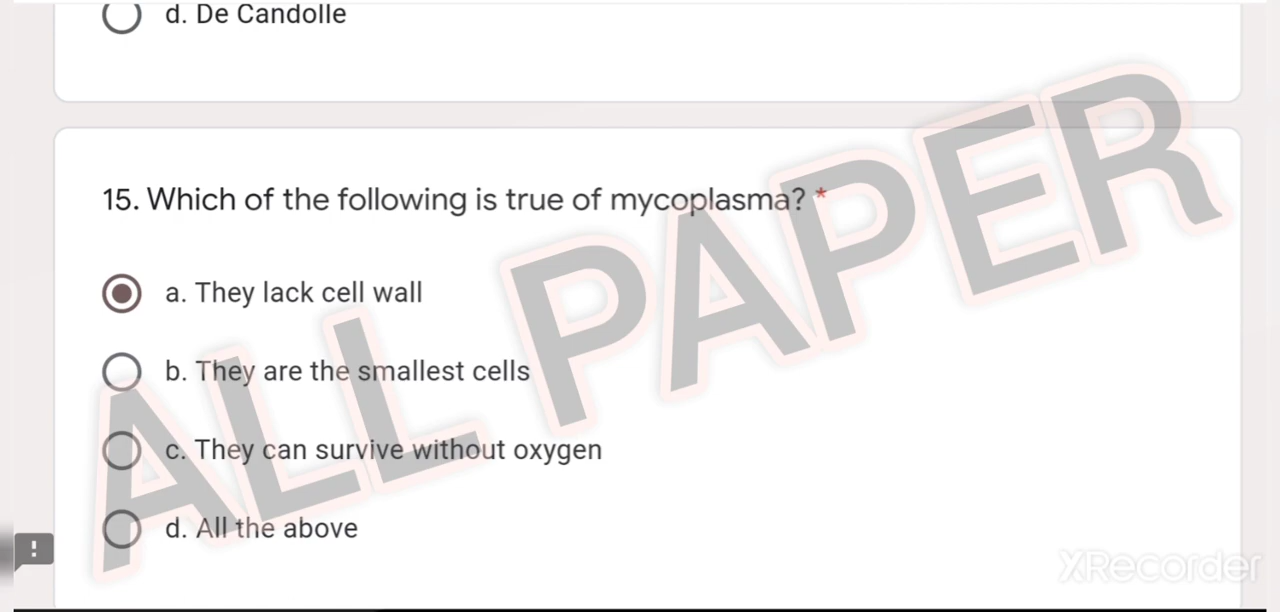 d. De Candolle
15. Which of the following is true of mycoplasma? *
a. They lack cell wall
b. They are the smallest cells
c. They can survive without oxygen
d. All the above
ALL PAPER
!
XRecorder